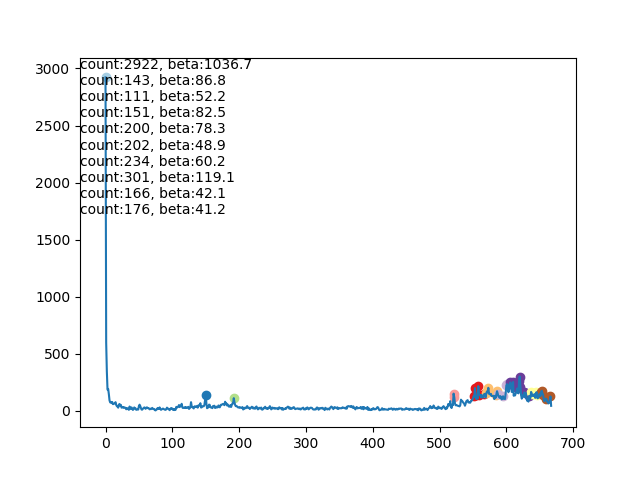 count:2922, beta:1036.7
count:143, beta:86.8
count:111, beta:52.2
count:151, beta:82.5
count:200, beta:78.3
count:202, beta:48.9
count:234, beta:60.2
count:301, beta:119.1
count:166, beta:42.1
count:176, beta:41.2
3000
2500
2000
1500
1000
500
0
0 100 200 300 400 500 600 700